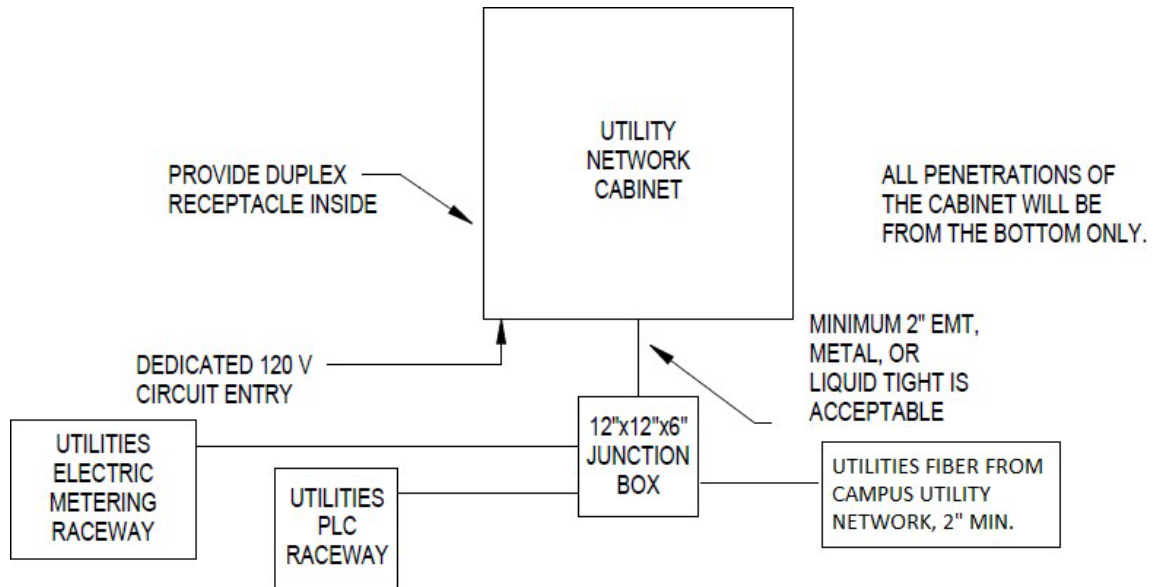 UTILITY
NETWORK
CABINET
PROVIDE DUPLEX
RECEPTACLE INSIDE
ALL PENETRATIONS OF
THE CABINET WILL BE
FROM THE BOTTOM ONLY.
DEDICATED 120 V
CIRCUIT ENTRY
MINIMUM 2" EMT,
METAL, OR
LIQUID TIGHT IS
ACCEPTABLE
12"x12"x6"
JUNCTION
BOX
UTILITIES
ELECTRIC
METERING
RACEWAY
UTILITIES
PLC
RACEWAY
UTILITIES FIBER FROM
CAMPUS UTILITY
NETWORK, 2" MIN.